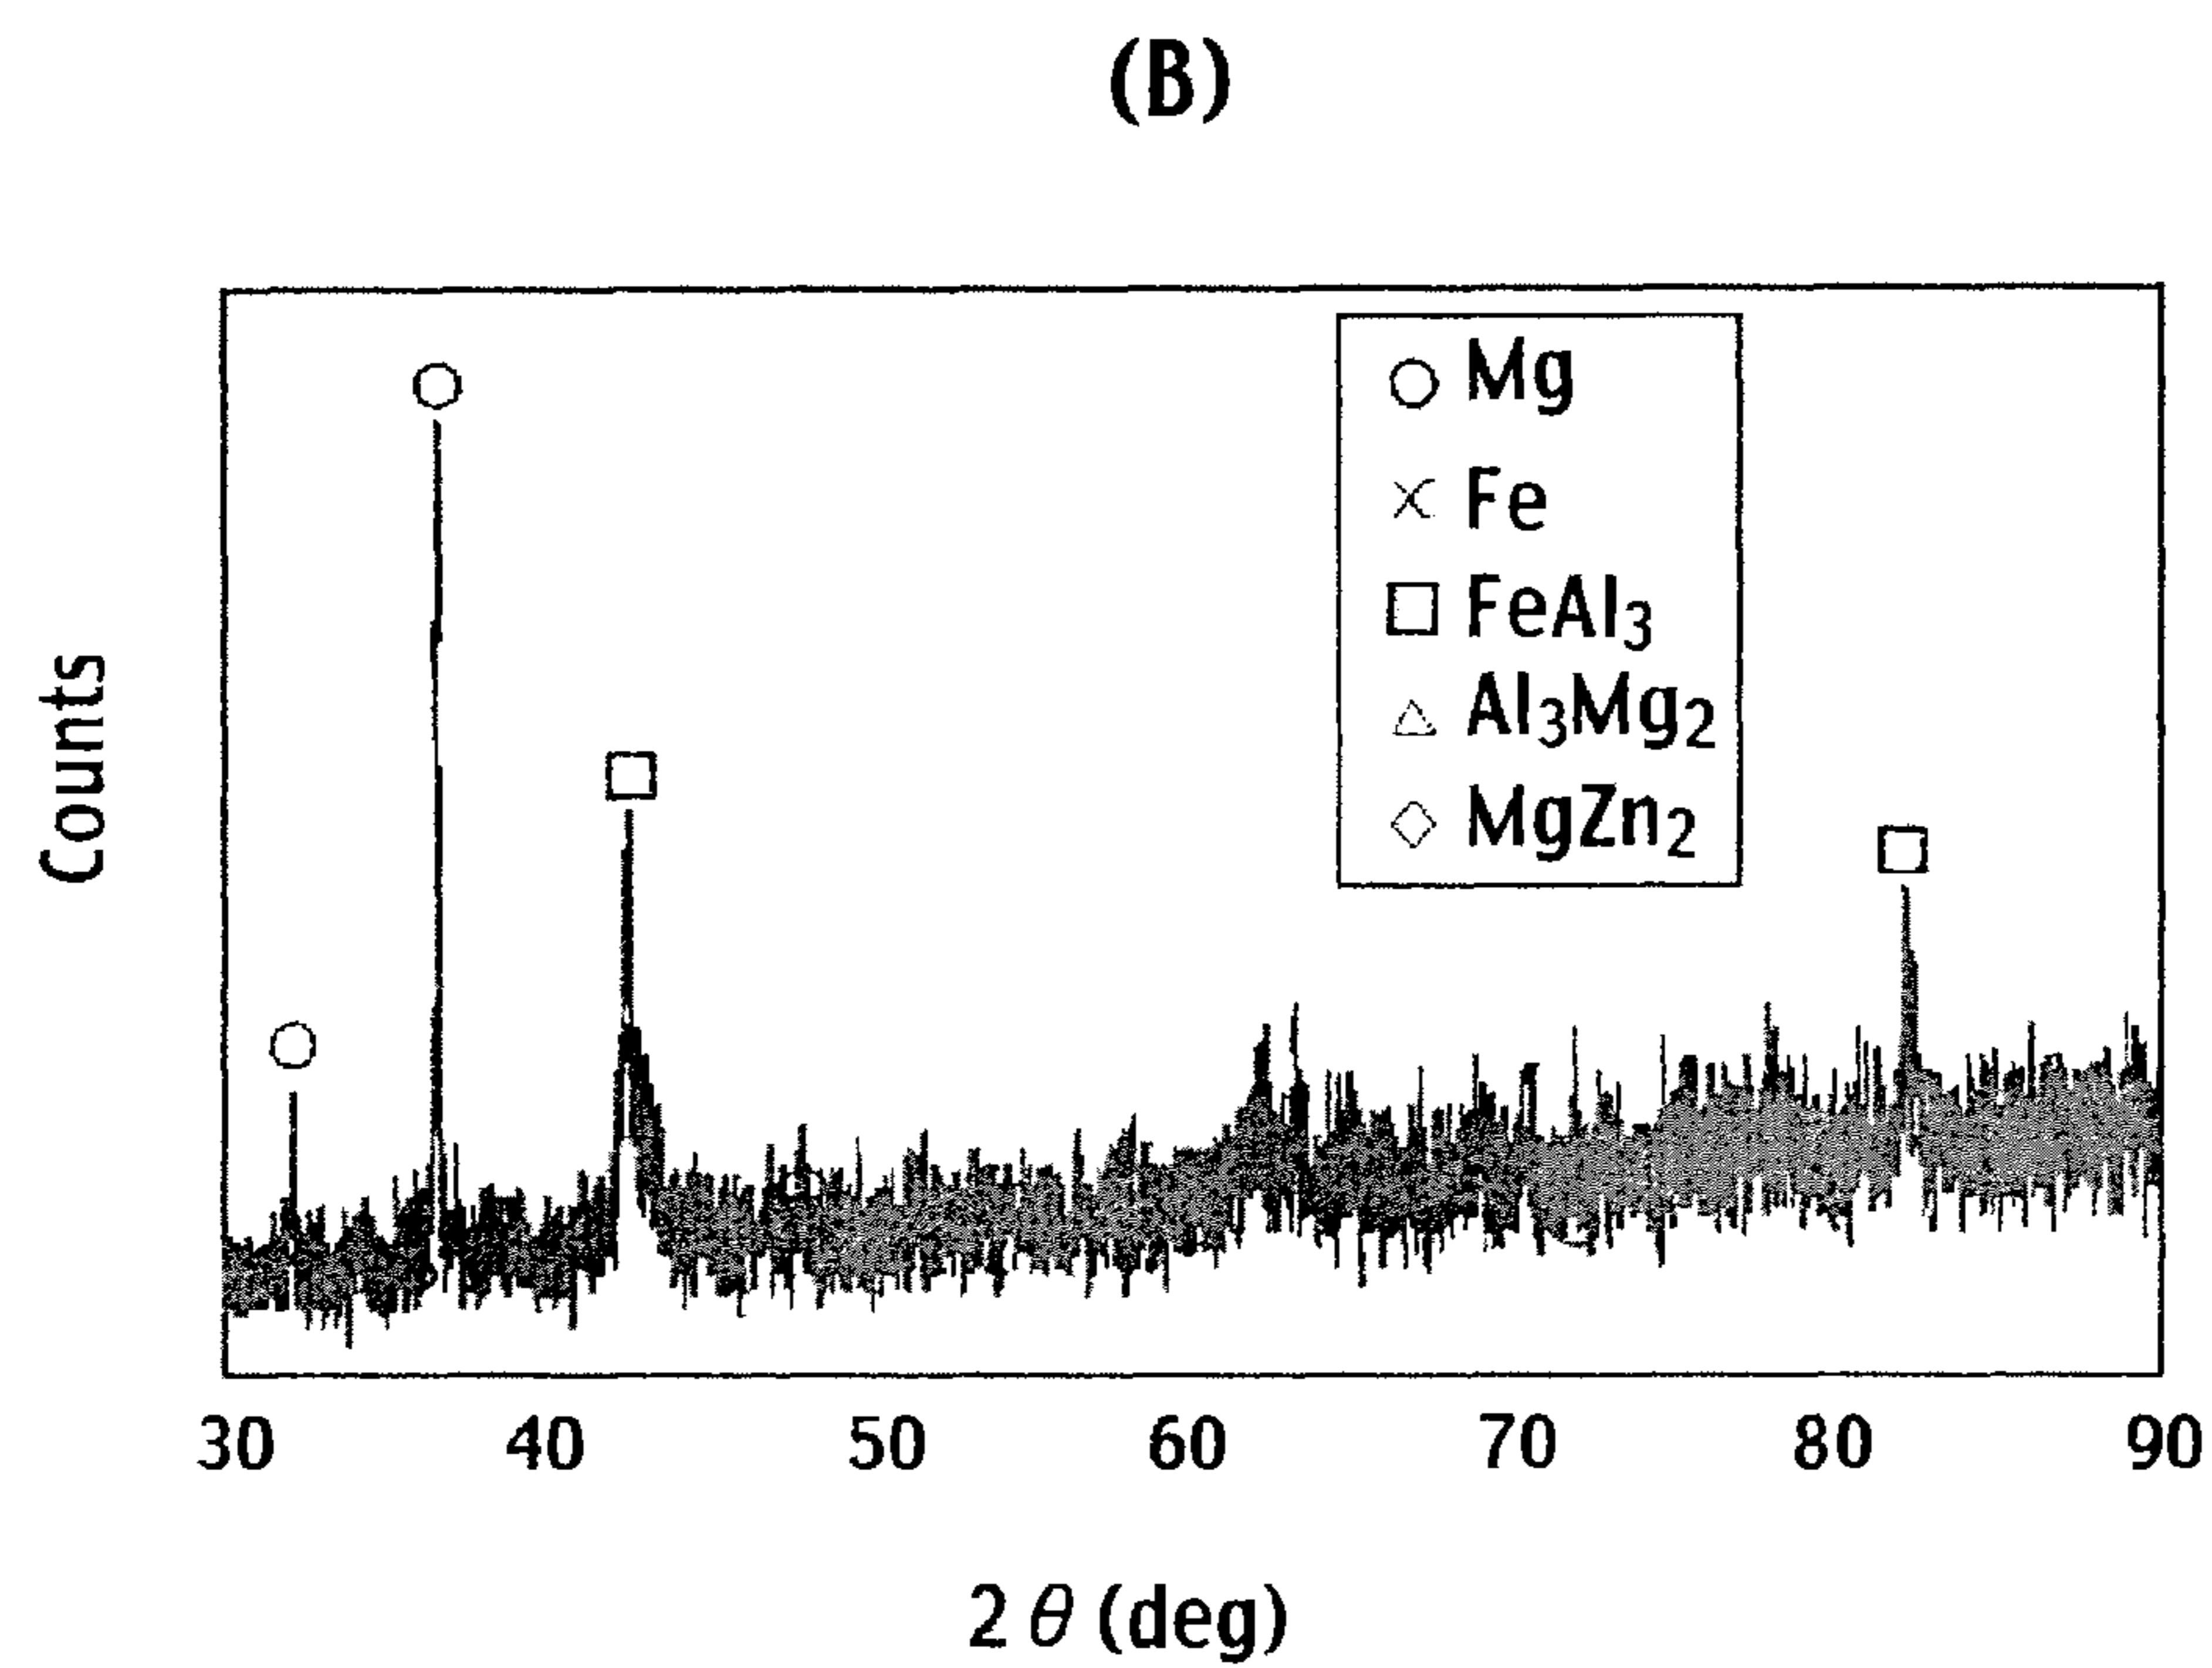 (B)
Counts
Mg
Fe
FeAl₃
Al₃Mg₂
MgZn₂
30 40 50 60 70 80 90
2 θ (deg)